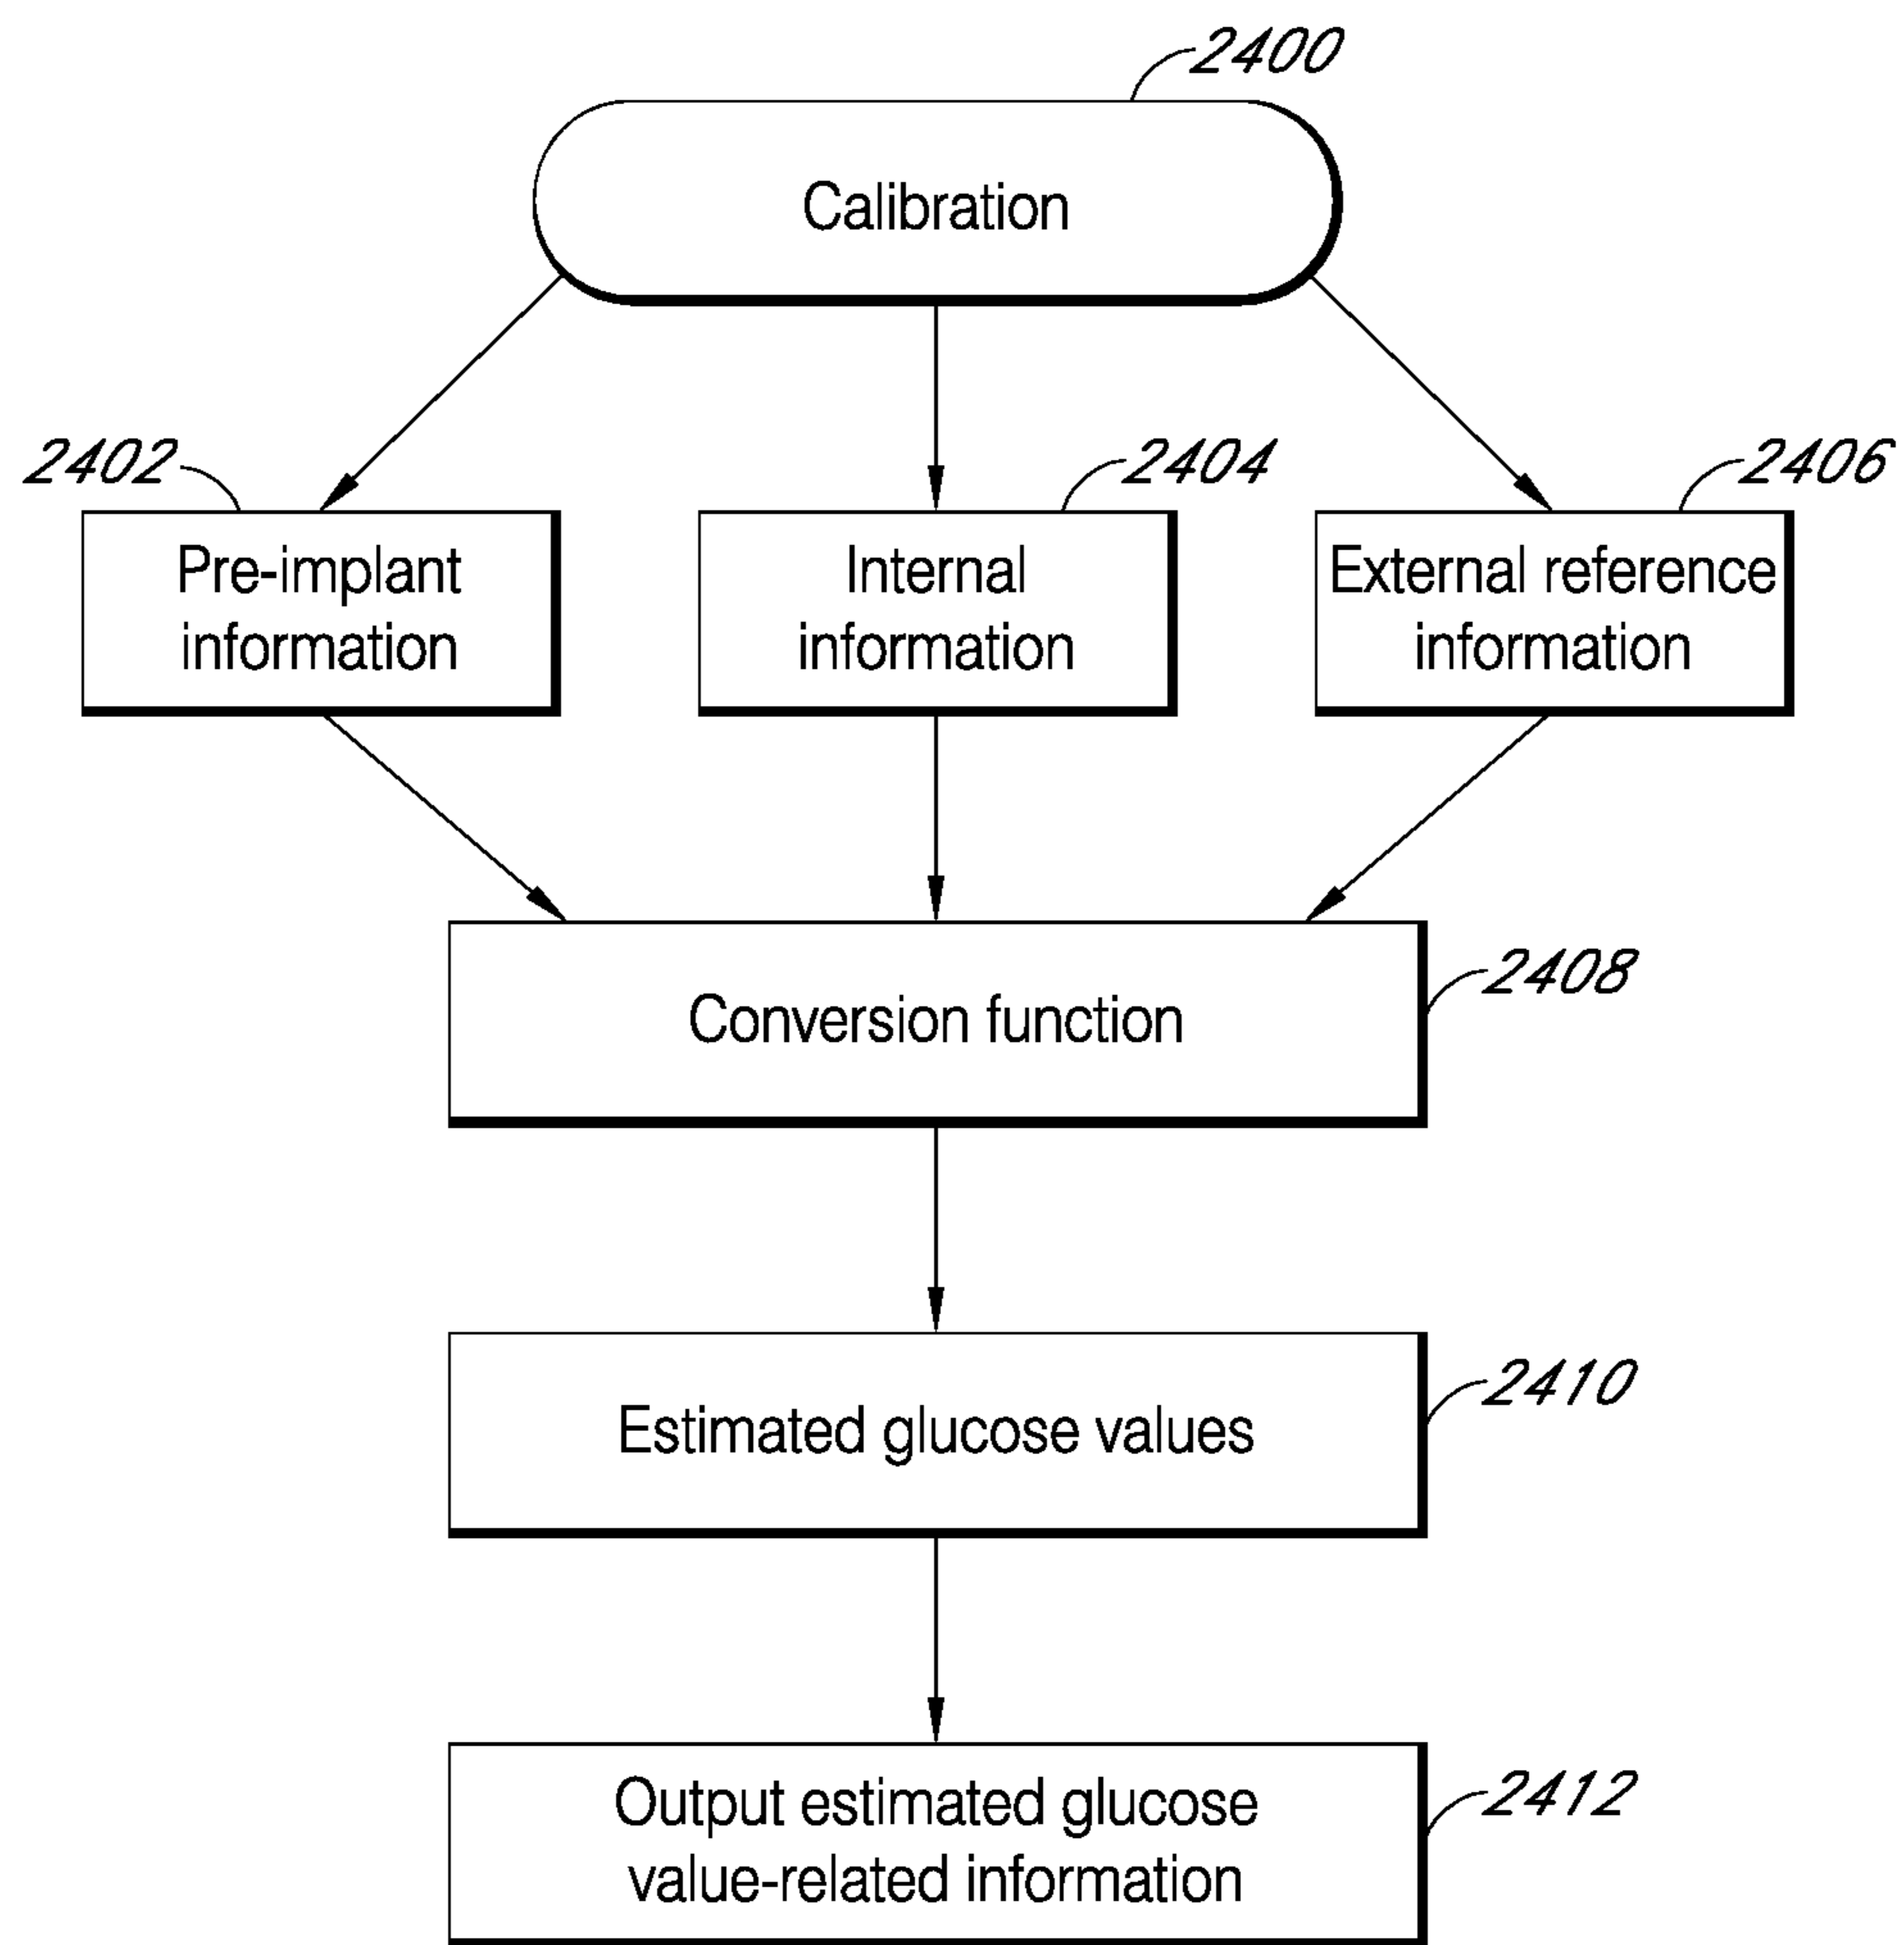 2400
Calibration
2402
2404
2406
Pre-implant
information
Internal
information
External reference
information
Conversion function
2408
Estimated glucose values
2410
Output estimated glucose
value-related information
2412